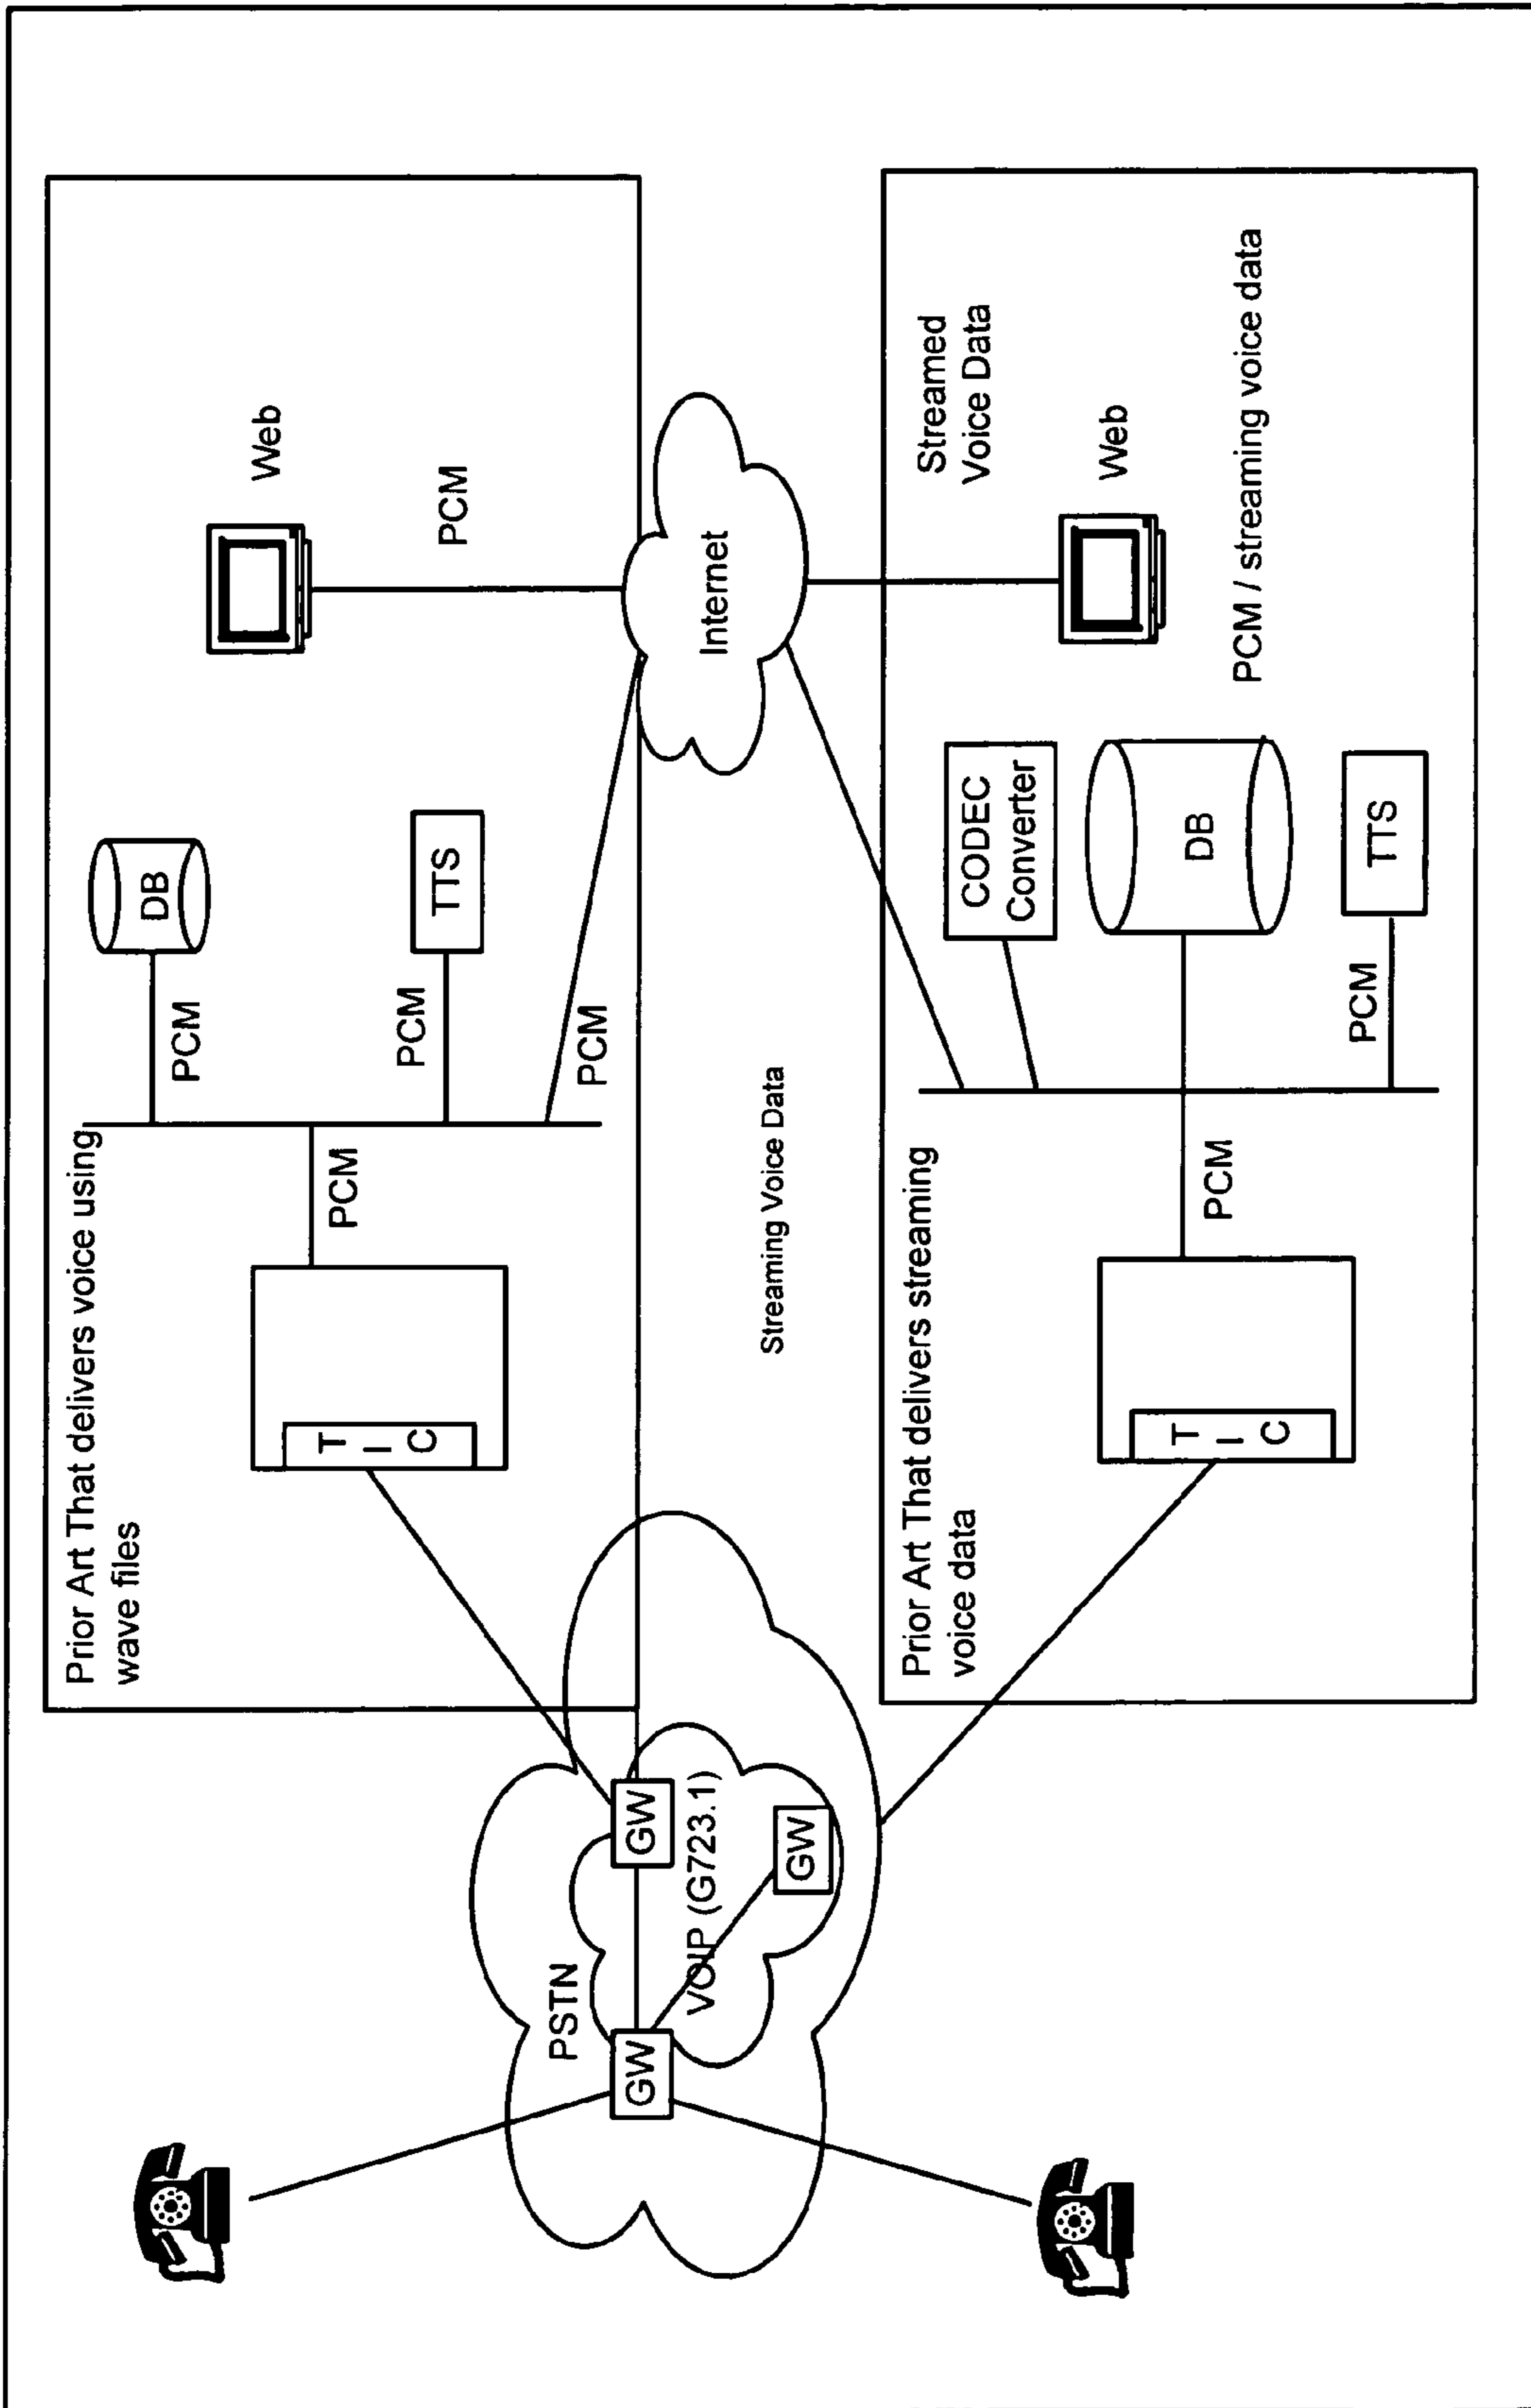 Prior Art That delivers voice using
wave files
DB
Web
PCM
PCM
TIC
PCM
TTS
PCM
PCM
PSTN
GW
GW
VOIP (G723.1)
GW
Internet
Streaming Voice Data
Prior Art That delivers streaming
voice data
Streamed
Voice Data
CODEC
Converter
Web
TIC
PCM
DB
PCM / streaming voice data
PCM
TTS